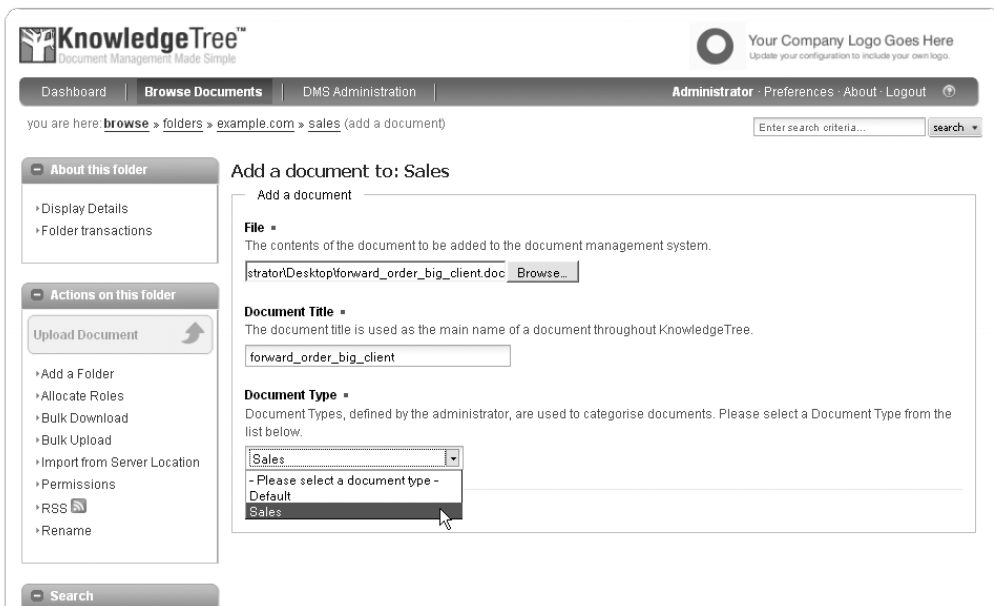 KnowledgeTree™
Document Management Made Simple
Your Company Logo Goes Here
Update your configuration to include your own logo.
Dashboard Browse Documents DMS Administration Administrator · Preferences · About · Logout ?
you are here: browse » folders » example.com » sales (add a document)
Enter search criteria... search
About this folder
Display Details
Folder transactions
Actions on this folder
Upload Document
Add a Folder
Allocate Roles
Bulk Download
Bulk Upload
Import from Server Location
Permissions
RSS
Rename
Search
Add a document to: Sales
Add a document
File
The contents of the document to be added to the document management system.
strator\Desktop\forward_order_big_client.doc Browse...
Document Title
The document title is used as the main name of a document throughout KnowledgeTree.
forward_order_big_client
Document Type
Document Types, defined by the administrator, are used to categorise documents. Please select a Document Type from the
list below.
Sales
- Please select a document type -
Default
Sales